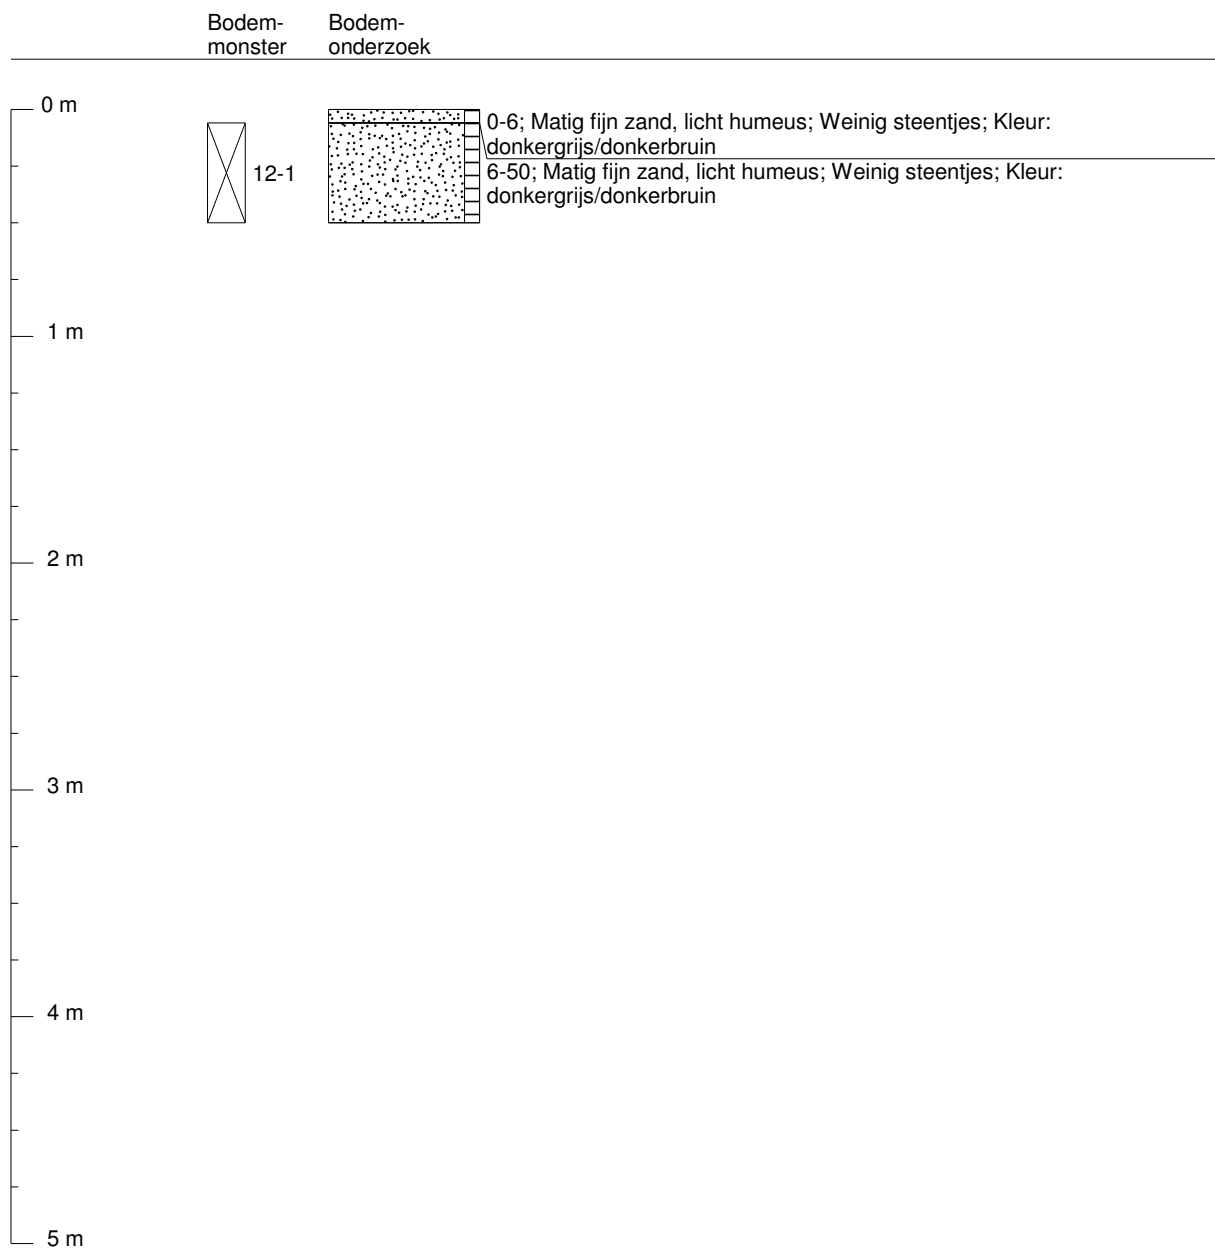 Bodem-
monster
Bodem-
onderzoek
0 m
0-6; Matig fijn zand, licht humeus; Weinig steentjes; Kleur:
donkergrijs/donkerbruin
12-1
6-50; Matig fijn zand, licht humeus; Weinig steentjes; Kleur:
donkergrijs/donkerbruin
1 m
2 m
3 m
4 m
5 m